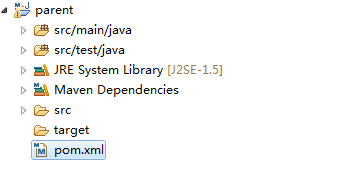 parent
src/main/java
src/test/java
JRE System Library [J2SE-1.5]
Maven Dependencies
src
target
pom.xml